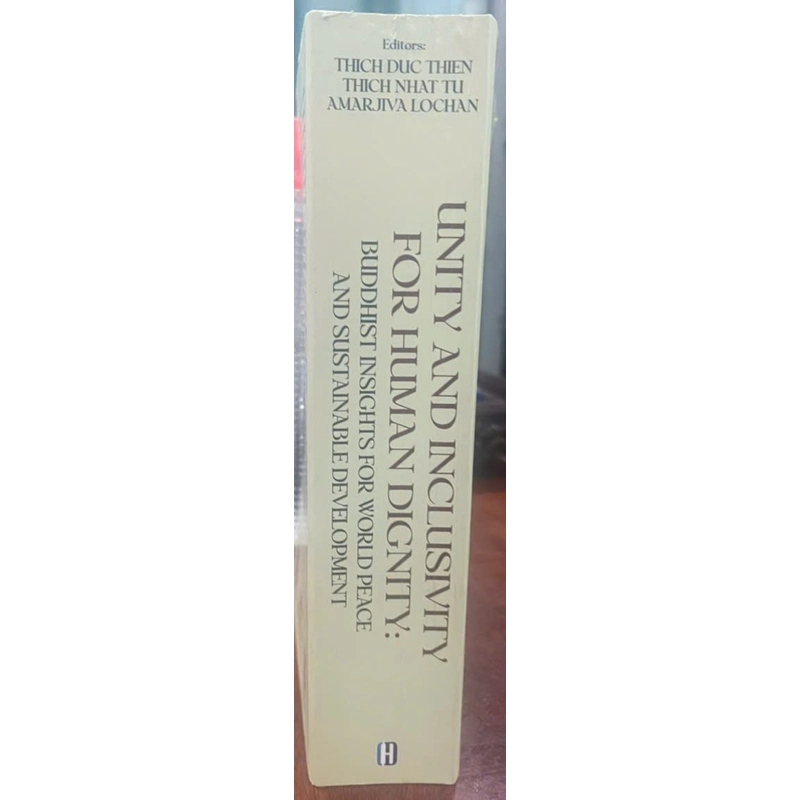 Editors:
THICH DUC THIEN
THICH NHAT TU
AMARJIVA LOCHAN
UNITY AND INCLUSIVITY
FOR HUMAN DIGNITY:
BUDDHIST INSIGHTS FOR WORLD PEACE
AND SUSTAINABLE DEVELOPMENT
H